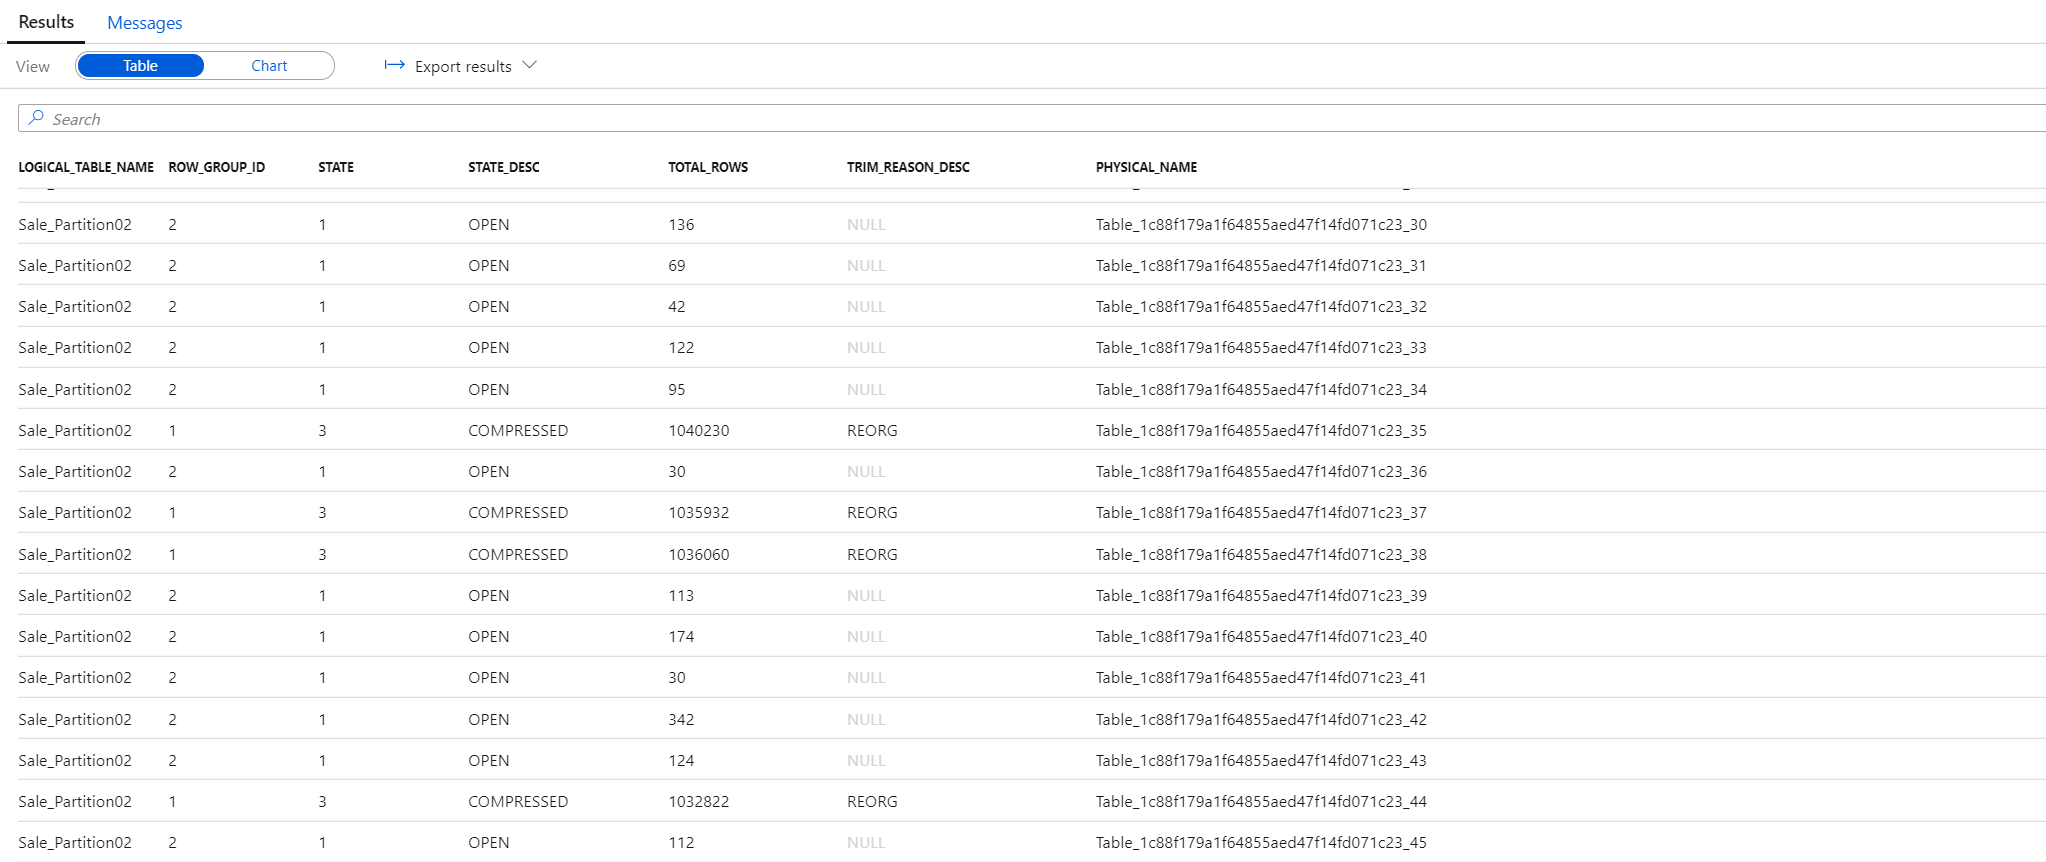 Results Messages
View Table Chart Export results
Search
LOGICAL_TABLE_NAME ROW_GROUP_ID STATE STATE_DESC TOTAL_ROWS TRIM_REASON_DESC PHYSICAL_NAME
Sale_Partition02 2 1 OPEN 136 NULL Table_1c88f179a1f64855aed47f14fd071c23_30
Sale_Partition02 2 1 OPEN 69 NULL Table_1c88f179a1f64855aed47f14fd071c23_31
Sale_Partition02 2 1 OPEN 42 NULL Table_1c88f179a1f64855aed47f14fd071c23_32
Sale_Partition02 2 1 OPEN 122 NULL Table_1c88f179a1f64855aed47f14fd071c23_33
Sale_Partition02 2 1 OPEN 95 NULL Table_1c88f179a1f64855aed47f14fd071c23_34
Sale_Partition02 1 3 COMPRESSED 1040230 REORG Table_1c88f179a1f64855aed47f14fd071c23_35
Sale_Partition02 2 1 OPEN 30 NULL Table_1c88f179a1f64855aed47f14fd071c23_36
Sale_Partition02 1 3 COMPRESSED 1035932 REORG Table_1c88f179a1f64855aed47f14fd071c23_37
Sale_Partition02 1 3 COMPRESSED 1036060 REORG Table_1c88f179a1f64855aed47f14fd071c23_38
Sale_Partition02 2 1 OPEN 113 NULL Table_1c88f179a1f64855aed47f14fd071c23_39
Sale_Partition02 2 1 OPEN 174 NULL Table_1c88f179a1f64855aed47f14fd071c23_40
Sale_Partition02 2 1 OPEN 30 NULL Table_1c88f179a1f64855aed47f14fd071c23_41
Sale_Partition02 2 1 OPEN 342 NULL Table_1c88f179a1f64855aed47f14fd071c23_42
Sale_Partition02 2 1 OPEN 124 NULL Table_1c88f179a1f64855aed47f14fd071c23_43
Sale_Partition02 1 3 COMPRESSED 1032822 REORG Table_1c88f179a1f64855aed47f14fd071c23_44
Sale_Partition02 2 1 OPEN 112 NULL Table_1c88f179a1f64855aed47f14fd071c23_45